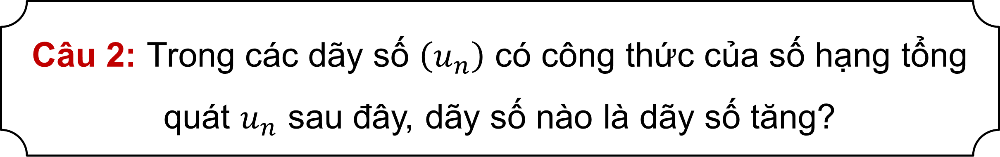 Câu 2: Trong các dãy số (𝑢ₙ) có công thức của số hạng tổng
quát 𝑢ₙ sau đây, dãy số nào là dãy số tăng?